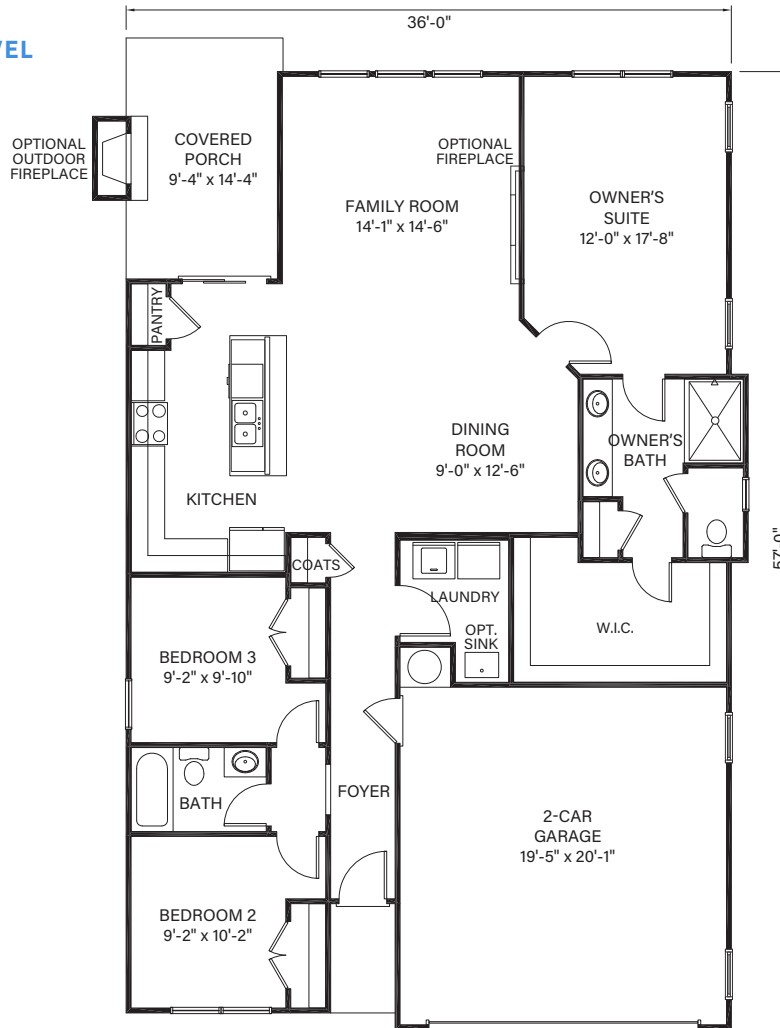 36'-0"
VEL
OPTIONAL
OUTDOOR
FIREPLACE
COVERED
PORCH
9'-4" x 14'-4"
OPTIONAL
FIREPLACE
FAMILY ROOM
14'-1" x 14'-6"
OWNER'S
SUITE
12'-0" x 17'-8"
PANTRY
DINING
ROOM
9'-0" x 12'-6"
OWNER'S
BATH
KITCHEN
57'-0"
COATS
LAUNDRY
OPT.
SINK
W.I.C.
BEDROOM 3
9'-2" x 9'-10"
BATH
FOYER
2-CAR
GARAGE
19'-5" x 20'-1"
BEDROOM 2
9'-2" x 10'-2"